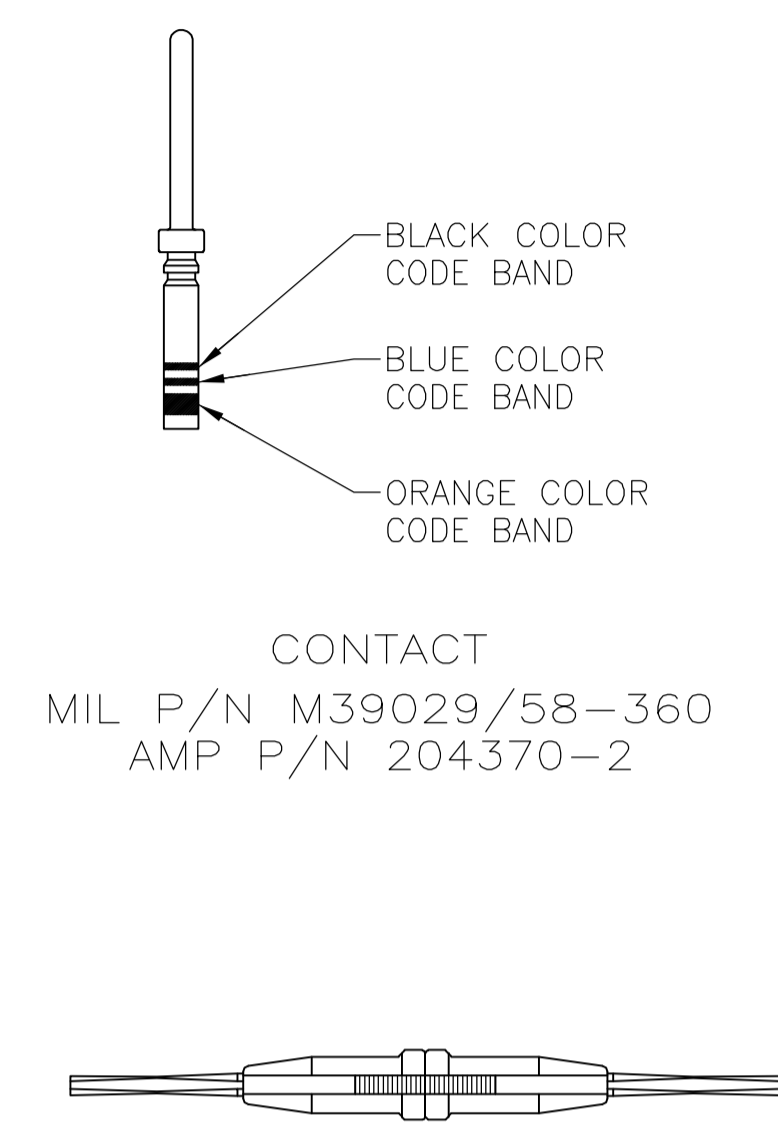 BLACK COLOR
CODE BAND
BLUE COLOR
CODE BAND
ORANGE COLOR
CODE BAND
CONTACT
MIL P/N M39029/58-360
AMP P/N 204370-2